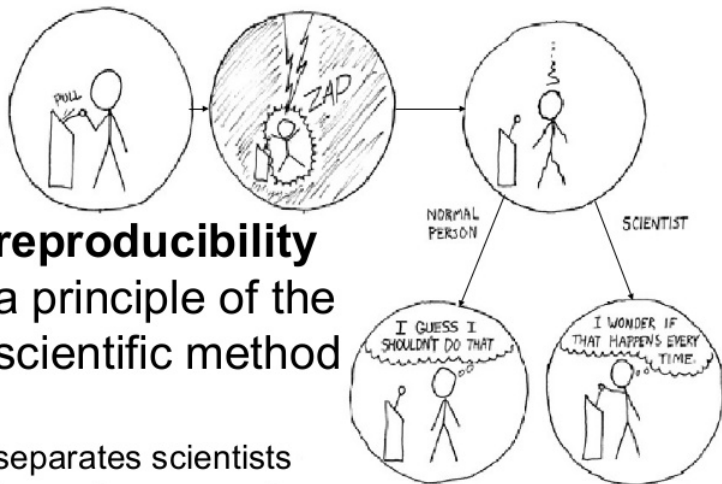 PULL
ZAP
NORMAL
PERSON
SCIENTIST
reproducibility
a principle of the
scientific method
I GUESS I
SHOULDN'T DO THAT
I WONDER IF
THAT HAPPENS EVERY
TIME.
separates scientists